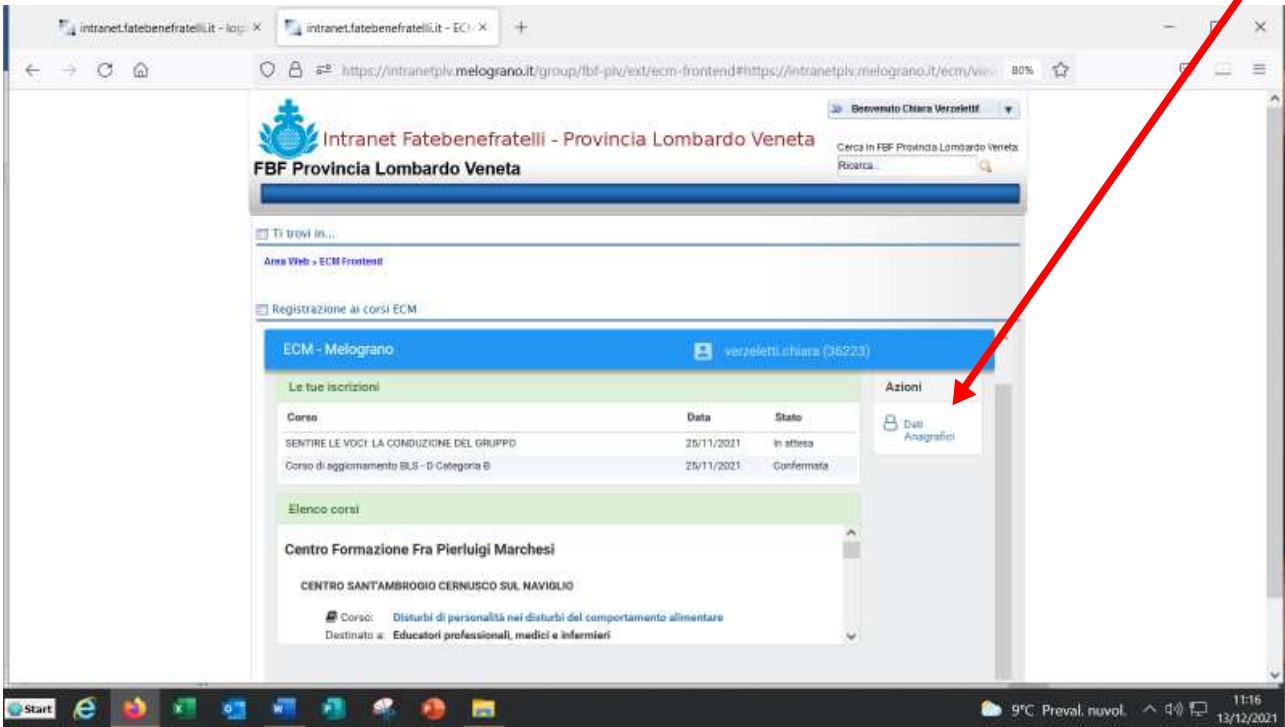 intranet.fatebenefratelli.it - log
intranet.fatebenefratelli.it - EC
https://intranetplv.melograno.it/group/fbf-plv/ext/ecm-frontend#https://intranetplv.melograno.it/ecm/
80%
Benvenuto Chiara Verzeletti!
Intranet Fatebenefratelli - Provincia Lombardo Veneta
Cerca in FBF Provincia Lombardo Veneta:
FBF Provincia Lombardo Veneta
Ricerca...
Ti trovi in...
Area Web » ECM Frontend
Registrazione ai corsi ECM
ECM - Melograno
verzeletti.chiara (36223)
Le tue iscrizioni
Azioni
Corso Data Stato
Dati
Anagrafici
SENTIRE LE VOCI: LA CONDUZIONE DEL GRUPPO 25/11/2021 In attesa
Corso di aggiornamento BLS - D Categoria B 25/11/2021 Confermata
Elenco corsi
Centro Formazione Fra Pierluigi Marchesi
CENTRO SANT'AMBROGIO CERNUSCO SUL NAVIGLIO
Corso: Disturbi di personalità nei disturbi del comportamento alimentare
Destinato a: Educatori professionali, medici e infermieri
Start
9°C Preval. nuvol.
11:16
13/12/2021